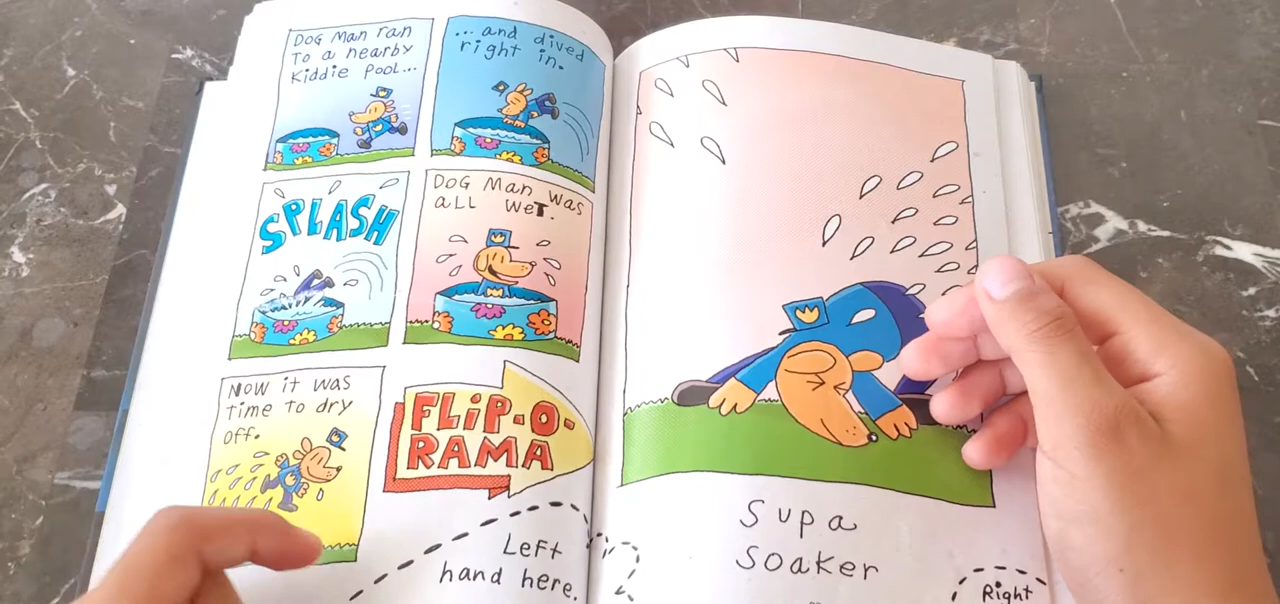 Dog Man ran
to a nearby
Kiddie Pool...
...and dived
right in.
SPLASH
Dog Man was
all weT.
Now it was
time to dry
off.
FLiP-O-
RAMA
Left
hand here.
Supa
Soaker
Right